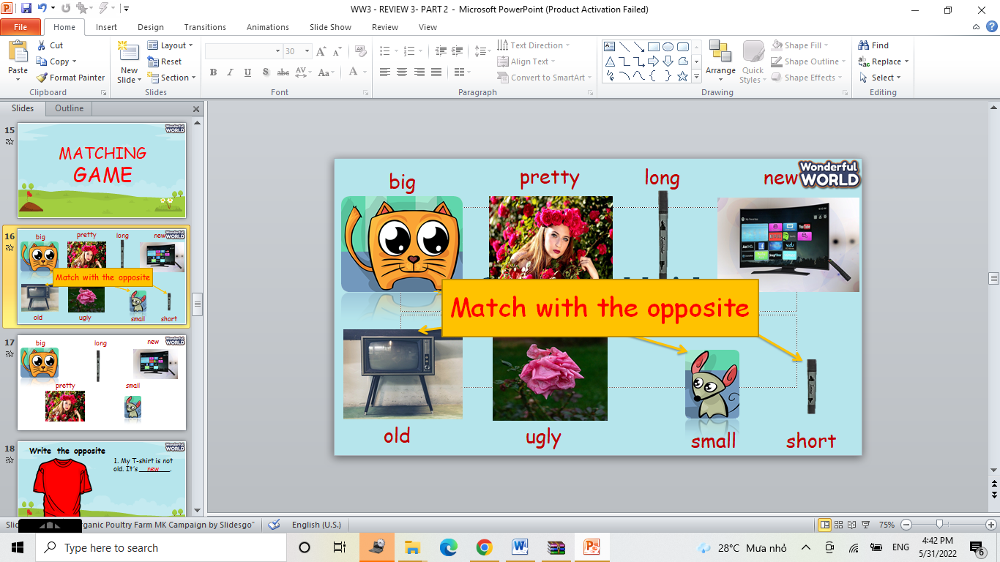 WW3 - REVIEW 3- PART 2 - Microsoft PowerPoint (Product Activation Failed)
File Home Insert Design Transitions Animations Slide Show Review View
Paste
Cut
Copy
Format Painter
Clipboard
New
Slide
Layout
Reset
Section
Slides
30
B I U S abc AV Aa A
Font
Text Direction
Align Text
Convert to SmartArt
Paragraph
Arrange
Quick
Styles
Shape Fill
Shape Outline
Shape Effects
Drawing
Find
Replace
Select
Editing
Slides Outline
15
Wonderful
WORLD
MATCHING
GAME
16
big pretty long new
Wonderful
WORLD
Match with the opposite
old ugly small short
17
big long new
Wonderful
WORLD
pretty small
18
Wonderful
WORLD
Write the opposite
1. My T-shirt is not
old. It's new.
big pretty long new
Wonderful
WORLD
Match with the opposite
old ugly small short
rganic Poultry Farm MK Campaign by Slidesgo"
English (U.S.)
75%
Type here to search
28°C Mưa nhỏ
ENG
4:42 PM
5/31/2022
6